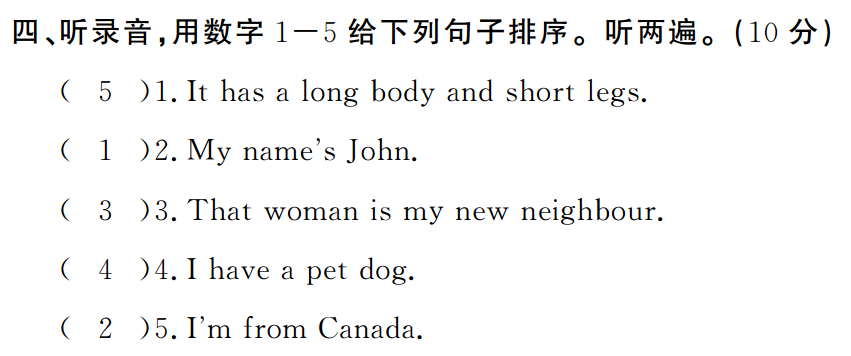 四、听录音,用数字 1—5 给下列句子排序。听两遍。(10 分)
( 5 )1. It has a long body and short legs.
( 1 )2. My name's John.
( 3 )3. That woman is my new neighbour.
( 4 )4. I have a pet dog.
( 2 )5. I'm from Canada.